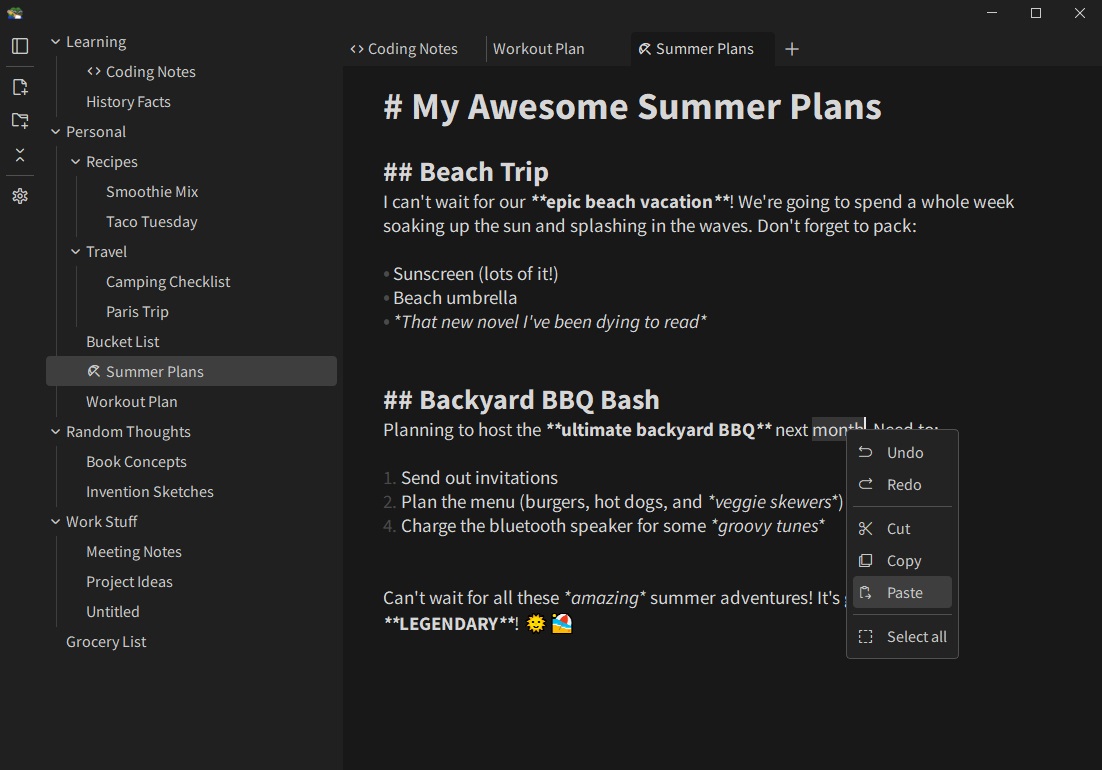 Learning
Coding Notes
History Facts
Personal
Recipes
Smoothie Mix
Taco Tuesday
Travel
Camping Checklist
Paris Trip
Bucket List
Summer Plans
Workout Plan
Random Thoughts
Book Concepts
Invention Sketches
Work Stuff
Meeting Notes
Project Ideas
Untitled
Grocery List
Coding Notes
Workout Plan
Summer Plans
# My Awesome Summer Plans
## Beach Trip
I can't wait for our **epic beach vacation**! We're going to spend a whole week
soaking up the sun and splashing in the waves. Don't forget to pack:
• Sunscreen (lots of it!)
• Beach umbrella
• *That new novel I've been dying to read*
## Backyard BBQ Bash
Planning to host the **ultimate backyard BBQ** next month. Need to:
1. Send out invitations
2. Plan the menu (burgers, hot dogs, and *veggie skewers*)
4. Charge the bluetooth speaker for some *groovy tunes*
Can't wait for all these *amazing* summer adventures! It's
**LEGENDARY**! 🌞 🏖
Undo
Redo
Cut
Copy
Paste
Select all